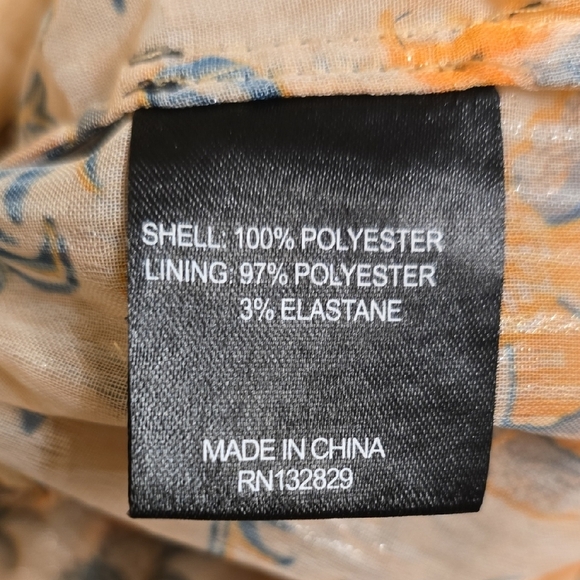 SHELL: 100% POLYESTER
LINING: 97% POLYESTER
3% ELASTANE
MADE IN CHINA
RN132829